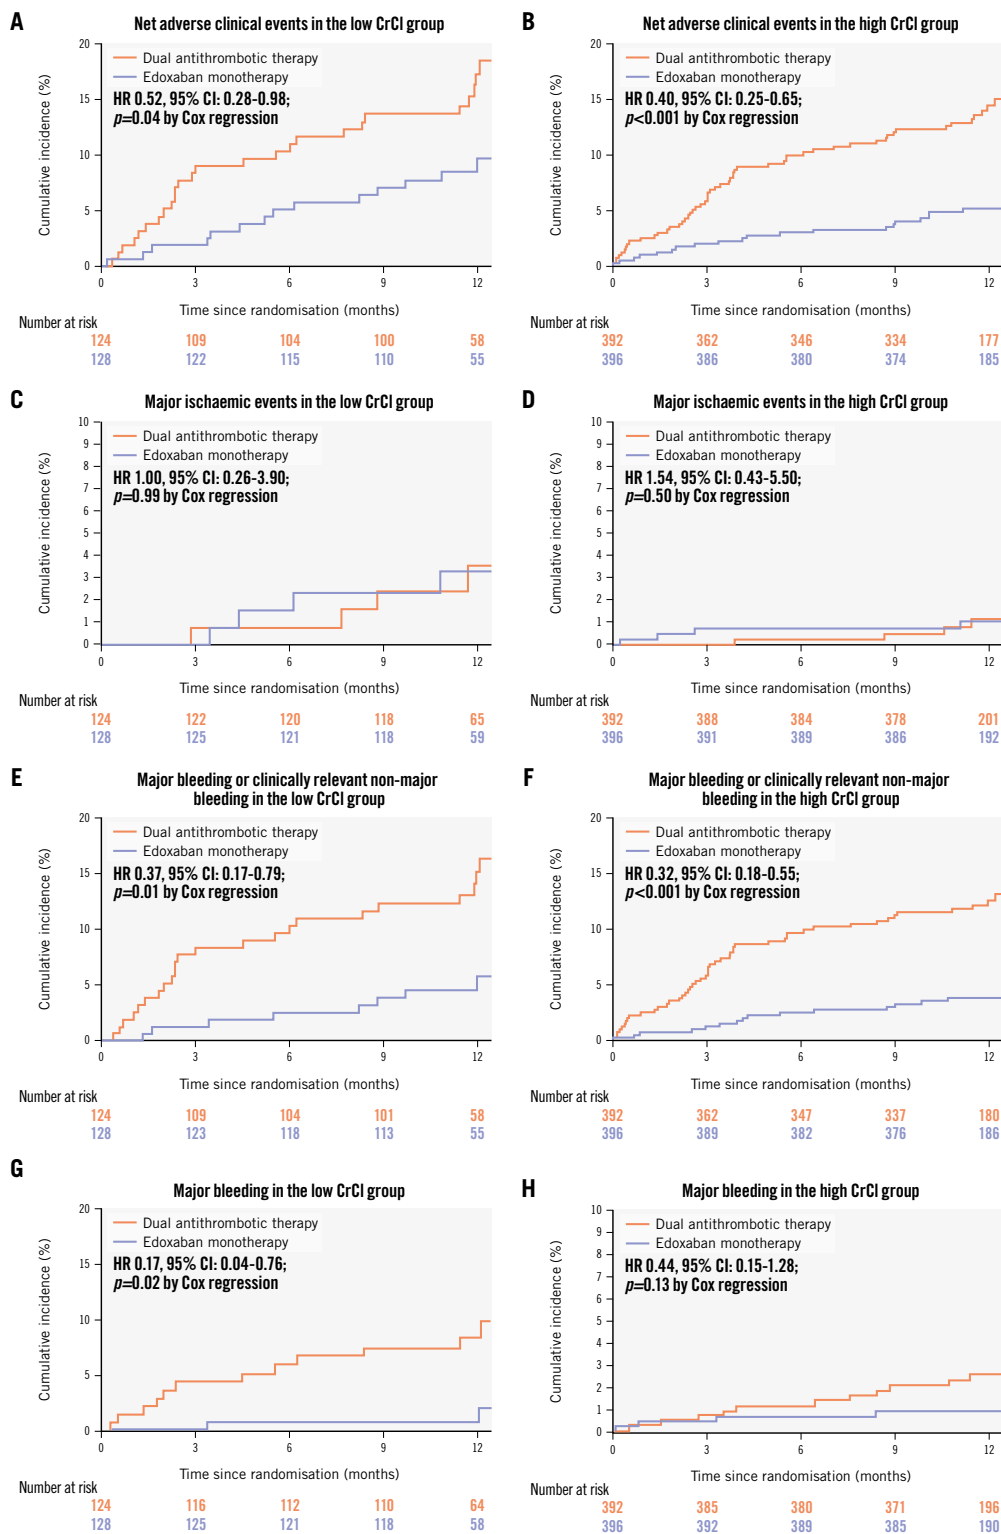 A
Net adverse clinical events in the low CrCl group
Cumulative incidence (%)
20
15
10
5
0
Dual antithrombotic therapy
Edoxaban monotherapy
HR 0.52, 95% CI: 0.28-0.98;
p=0.04 by Cox regression
0 3 6 9 12
Time since randomisation (months)
Number at risk
124 109 104 100 58
128 122 115 110 55
B
Net adverse clinical events in the high CrCl group
Cumulative incidence (%)
20
15
10
5
0
Dual antithrombotic therapy
Edoxaban monotherapy
HR 0.40, 95% CI: 0.25-0.65;
p<0.001 by Cox regression
0 3 6 9 12
Time since randomisation (months)
Number at risk
392 362 346 334 177
396 386 380 374 185
C
Major ischaemic events in the low CrCl group
Cumulative incidence (%)
10
9
8
7
6
5
4
3
2
1
0
Dual antithrombotic therapy
Edoxaban monotherapy
HR 1.00, 95% CI: 0.26-3.90;
p=0.99 by Cox regression
0 3 6 9 12
Time since randomisation (months)
Number at risk
124 122 120 118 65
128 125 121 118 59
D
Major ischaemic events in the high CrCl group
Cumulative incidence (%)
10
9
8
7
6
5
4
3
2
1
0
Dual antithrombotic therapy
Edoxaban monotherapy
HR 1.54, 95% CI: 0.43-5.50;
p=0.50 by Cox regression
0 3 6 9 12
Time since randomisation (months)
Number at risk
392 388 384 378 201
396 391 389 386 192
E
Major bleeding or clinically relevant non-major
bleeding in the low CrCl group
Cumulative incidence (%)
20
15
10
5
0
Dual antithrombotic therapy
Edoxaban monotherapy
HR 0.37, 95% CI: 0.17-0.79;
p=0.01 by Cox regression
0 3 6 9 12
Time since randomisation (months)
Number at risk
124 109 104 101 58
128 123 118 113 55
F
Major bleeding or clinically relevant non-major
bleeding in the high CrCl group
Cumulative incidence (%)
20
15
10
5
0
Dual antithrombotic therapy
Edoxaban monotherapy
HR 0.32, 95% CI: 0.18-0.55;
p<0.001 by Cox regression
0 3 6 9 12
Time since randomisation (months)
Number at risk
392 362 347 337 180
396 389 382 376 186
G
Major bleeding in the low CrCl group
Cumulative incidence (%)
20
15
10
5
0
Dual antithrombotic therapy
Edoxaban monotherapy
HR 0.17, 95% CI: 0.04-0.76;
p=0.02 by Cox regression
0 3 6 9 12
Time since randomisation (months)
Number at risk
124 116 112 110 64
128 125 121 118 58
H
Major bleeding in the high CrCl group
Cumulative incidence (%)
10
9
8
7
6
5
4
3
2
1
0
Dual antithrombotic therapy
Edoxaban monotherapy
HR 0.44, 95% CI: 0.15-1.28;
p=0.13 by Cox regression
0 3 6 9 12
Time since randomisation (months)
Number at risk
392 385 380 371 196
396 392 389 385 190